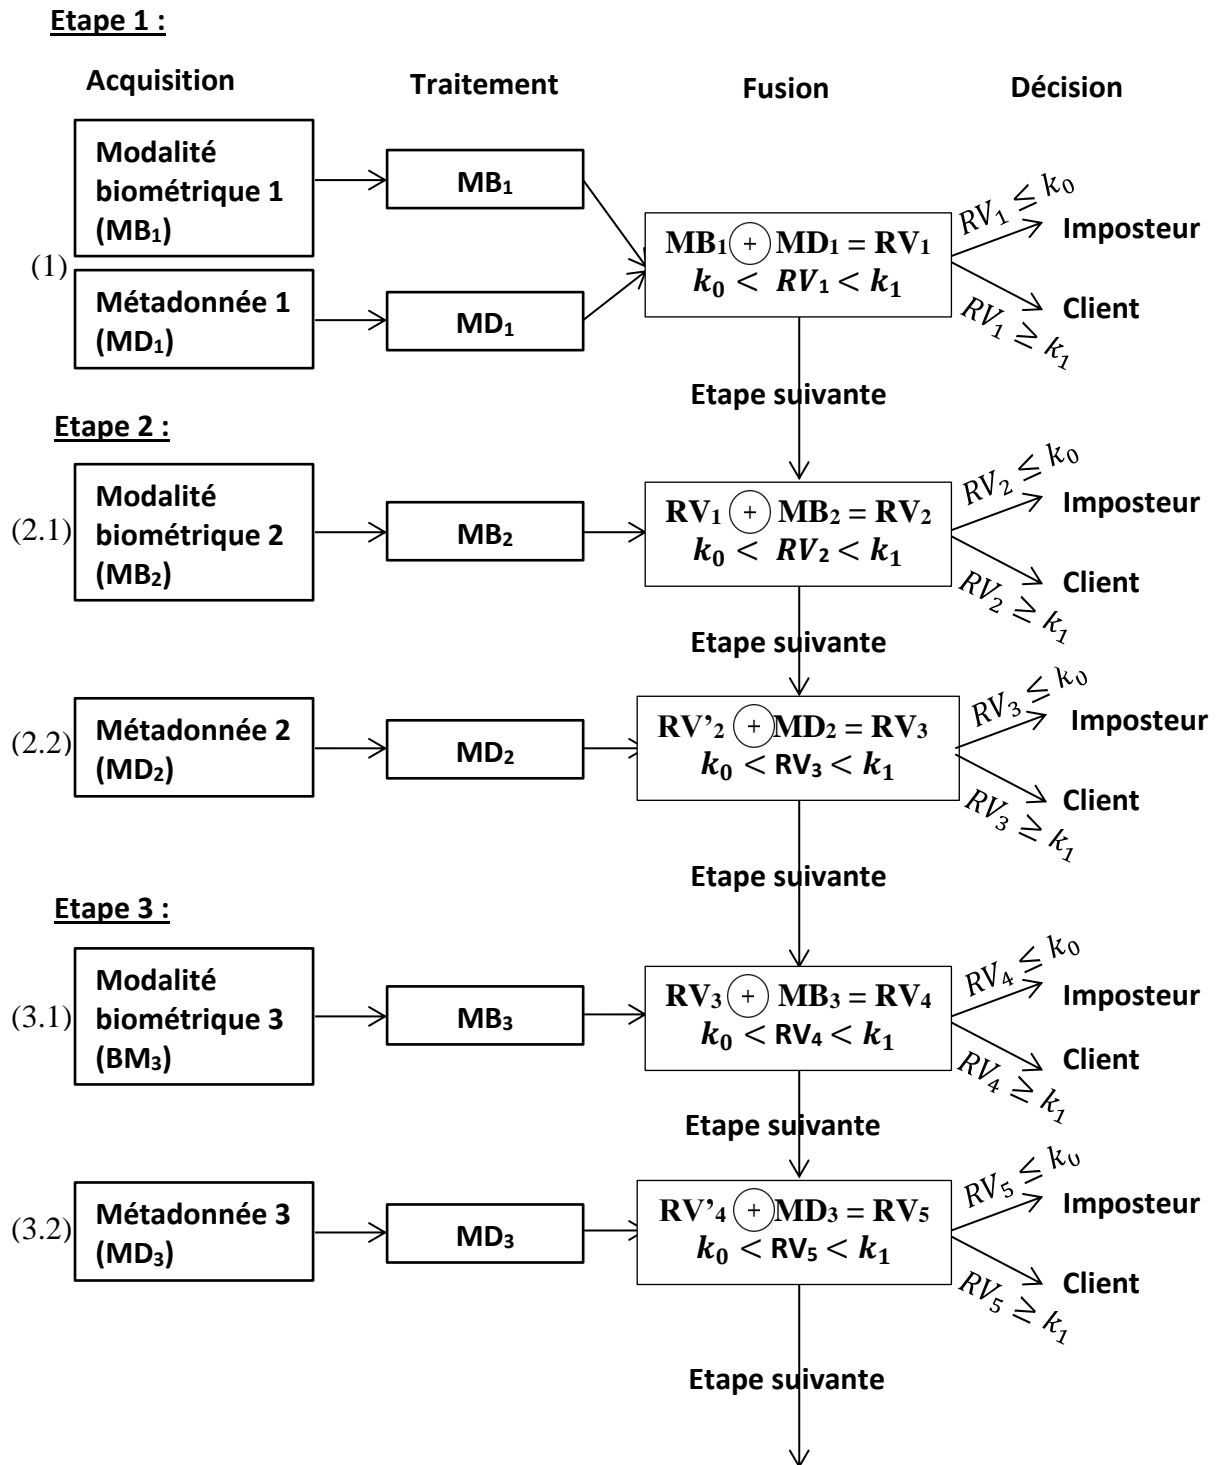 Etape 1 :
Acquisition Traitement Fusion Décision
Modalité
biométrique 1
(MB₁)
MB₁
(1)
Métadonnée 1
(MD₁)
MD₁
MB₁ + MD₁ = RV₁
k₀ < RV₁ < k₁
RV₁ ≤ k₀
Imposteur
Client
RV₁ ≥ k₁
Etape suivante
Etape 2 :
(2.1)
Modalité
biométrique 2
(MB₂)
MB₂
RV₁ + MB₂ = RV₂
k₀ < RV₂ < k₁
RV₂ ≤ k₀
Imposteur
Client
RV₂ ≥ k₁
Etape suivante
(2.2)
Métadonnée 2
(MD₂)
MD₂
RV’₂ + MD₂ = RV₃
k₀ < RV₃ < k₁
RV₃ ≤ k₀
Imposteur
Client
RV₃ ≥ k₁
Etape suivante
Etape 3 :
(3.1)
Modalité
biométrique 3
(BM₃)
MB₃
RV₃ + MB₃ = RV₄
k₀ < RV₄ < k₁
RV₄ ≤ k₀
Imposteur
Client
RV₄ ≥ k₁
Etape suivante
(3.2)
Métadonnée 3
(MD₃)
MD₃
RV’₄ + MD₃ = RV₅
k₀ < RV₅ < k₁
RV₅ ≤ k₀
Imposteur
Client
RV₅ ≥ k₁
Etape suivante